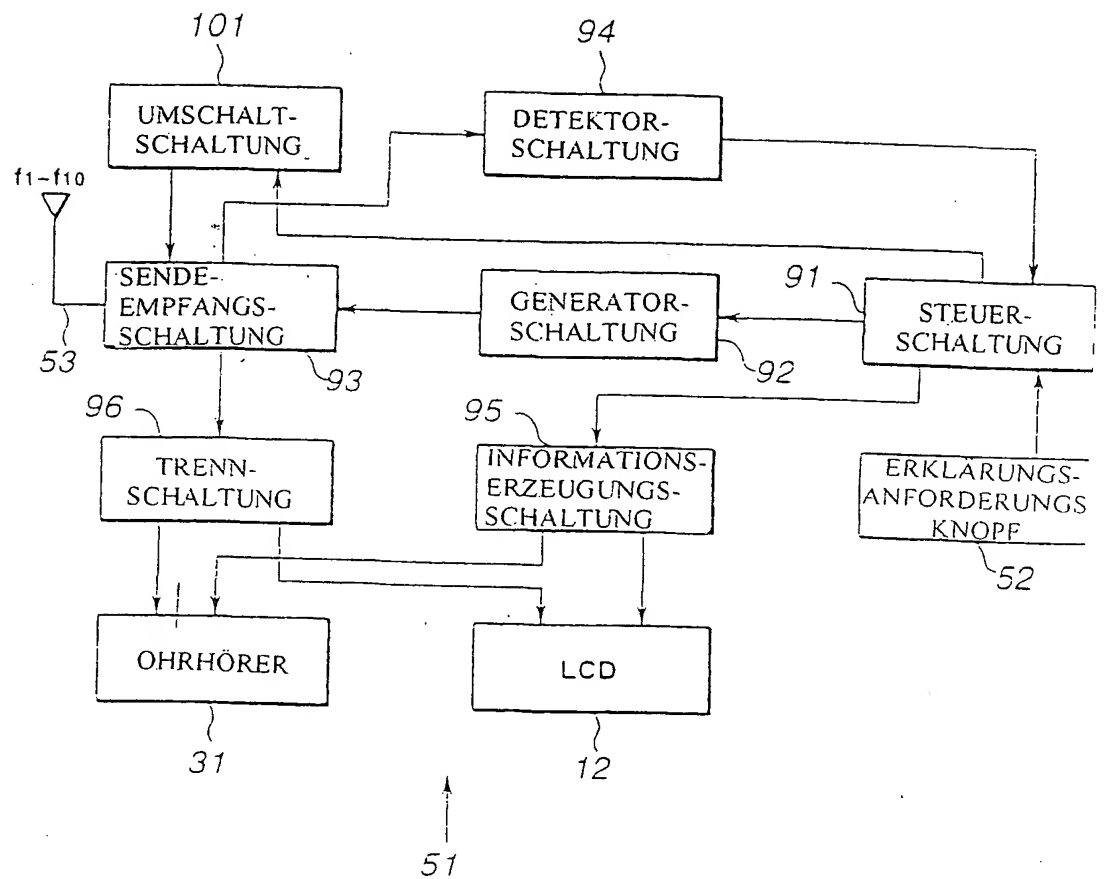 101
94
UMSCHALT-
SCHALTUNG
DETEKTOR-
SCHALTUNG
f1-f10
91
SENDE-
EMPFANGS-
SCHALTUNG
GENERATOR-
SCHALTUNG
STEUER-
SCHALTUNG
53
93
92
96
95
TRENN-
SCHALTUNG
INFORMATIONS-
ERZEUGUNGS-
SCHALTUNG
ERKLÄRUNGS-
ANFORDERUNGS
KNOPF
52
OHRHÖRER
LCD
31
12
51